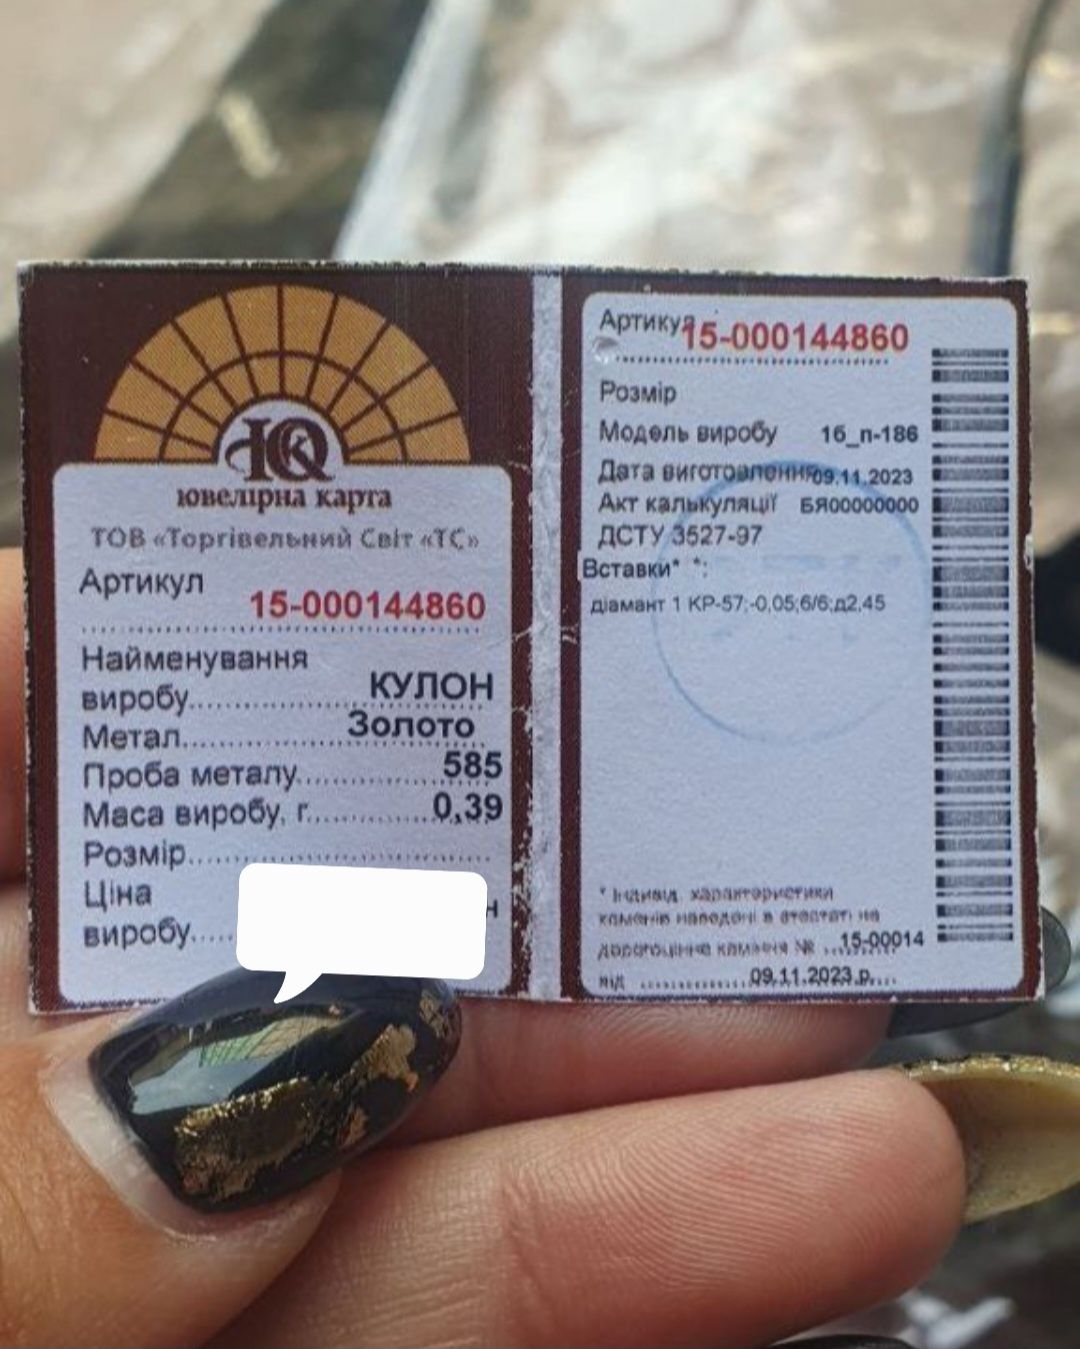 ювелірна карта
ТОВ «Торгівельний Світ «ТС»
Артикул
15-000144860
Найменування
виробу.......... КУЛОН
Метал.......... Золото
Проба металу.......... 585
Маса виробу, г.......... 0,39
Розмір..........
Ціна
виробу..... н
Артикул 15-000144860
Розмір
Модель виробу 1б_п-186
Дата виготовлення 09.11.2023
Акт калькуляції БЯ00000000
ДСТУ 3527-97
Вставки* *:
діамант 1 КР-57;-0,05;6/6;д2,45
* Індивід. характеристики
каменів наведені в атестаті на
дорогоцінне каміння № ...15-00014
від ..........09.11.2023 р....